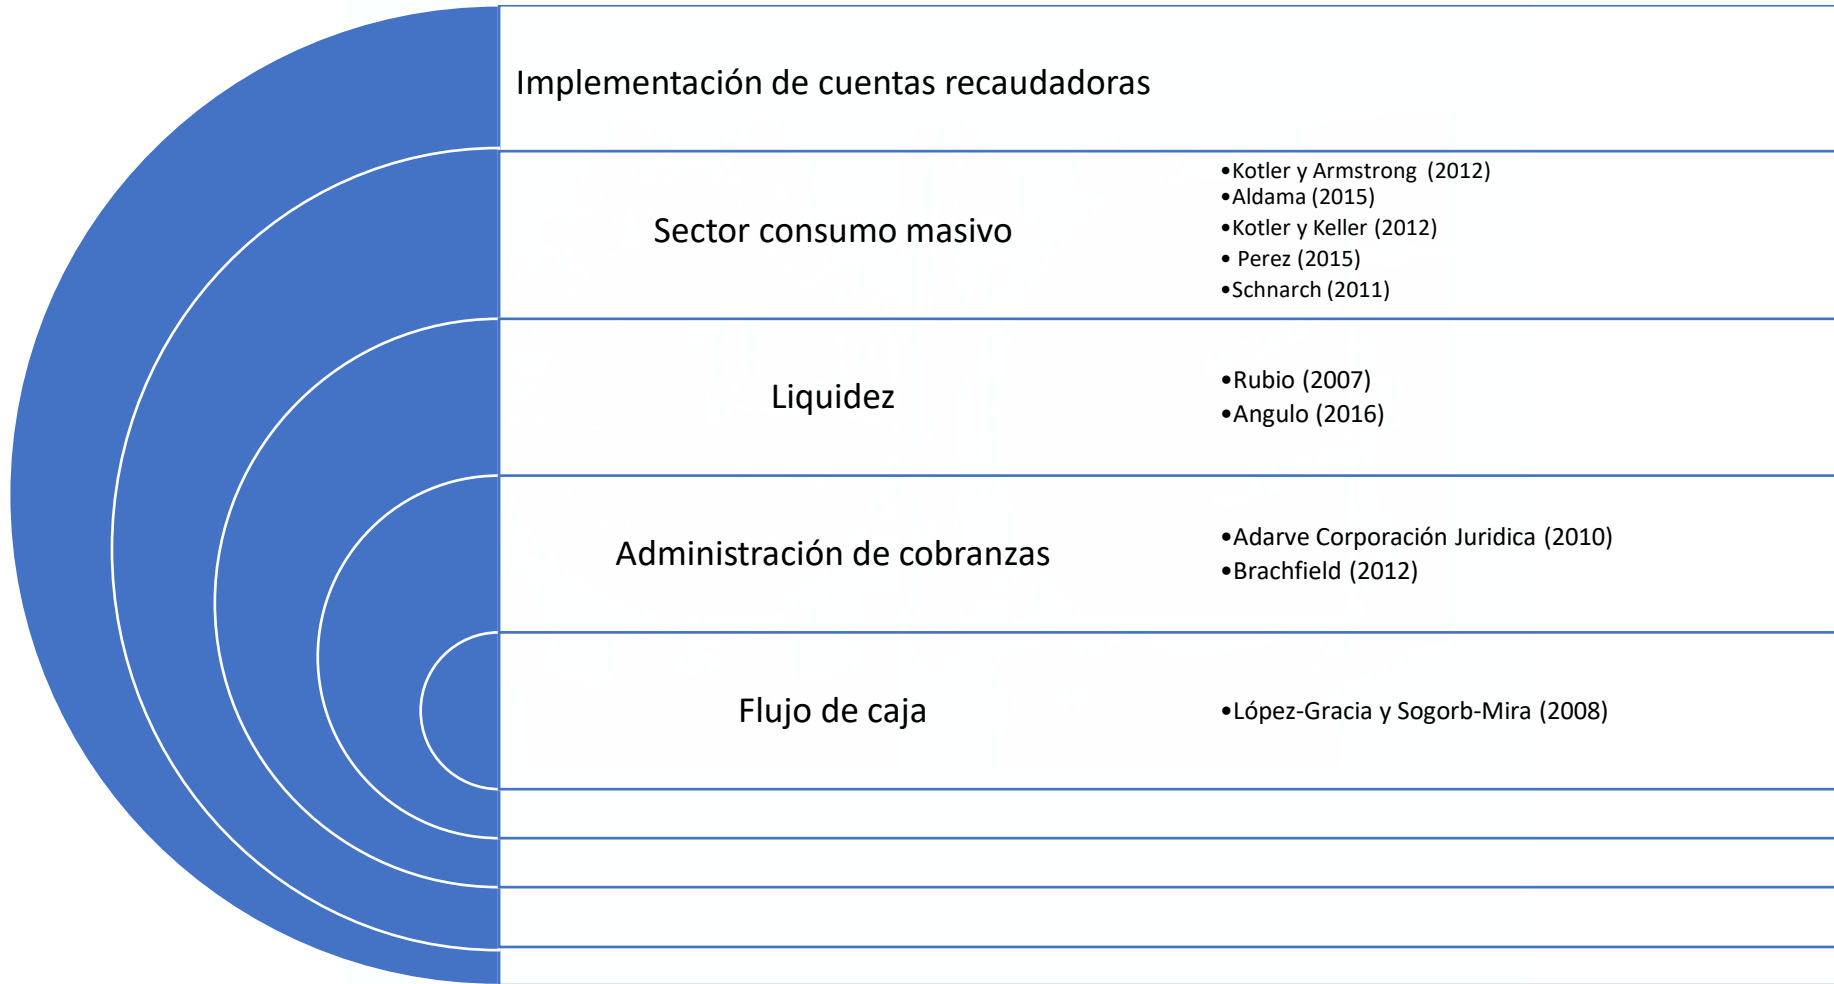 Implementación de cuentas recaudadoras
Sector consumo masivo
•Kotler y Armstrong (2012)
•Aldama (2015)
•Kotler y Keller (2012)
• Perez (2015)
•Schnarch (2011)
Liquidez
•Rubio (2007)
•Angulo (2016)
Administración de cobranzas
•Adarve Corporación Juridica (2010)
•Brachfield (2012)
Flujo de caja
•López-Gracia y Sogorb-Mira (2008)